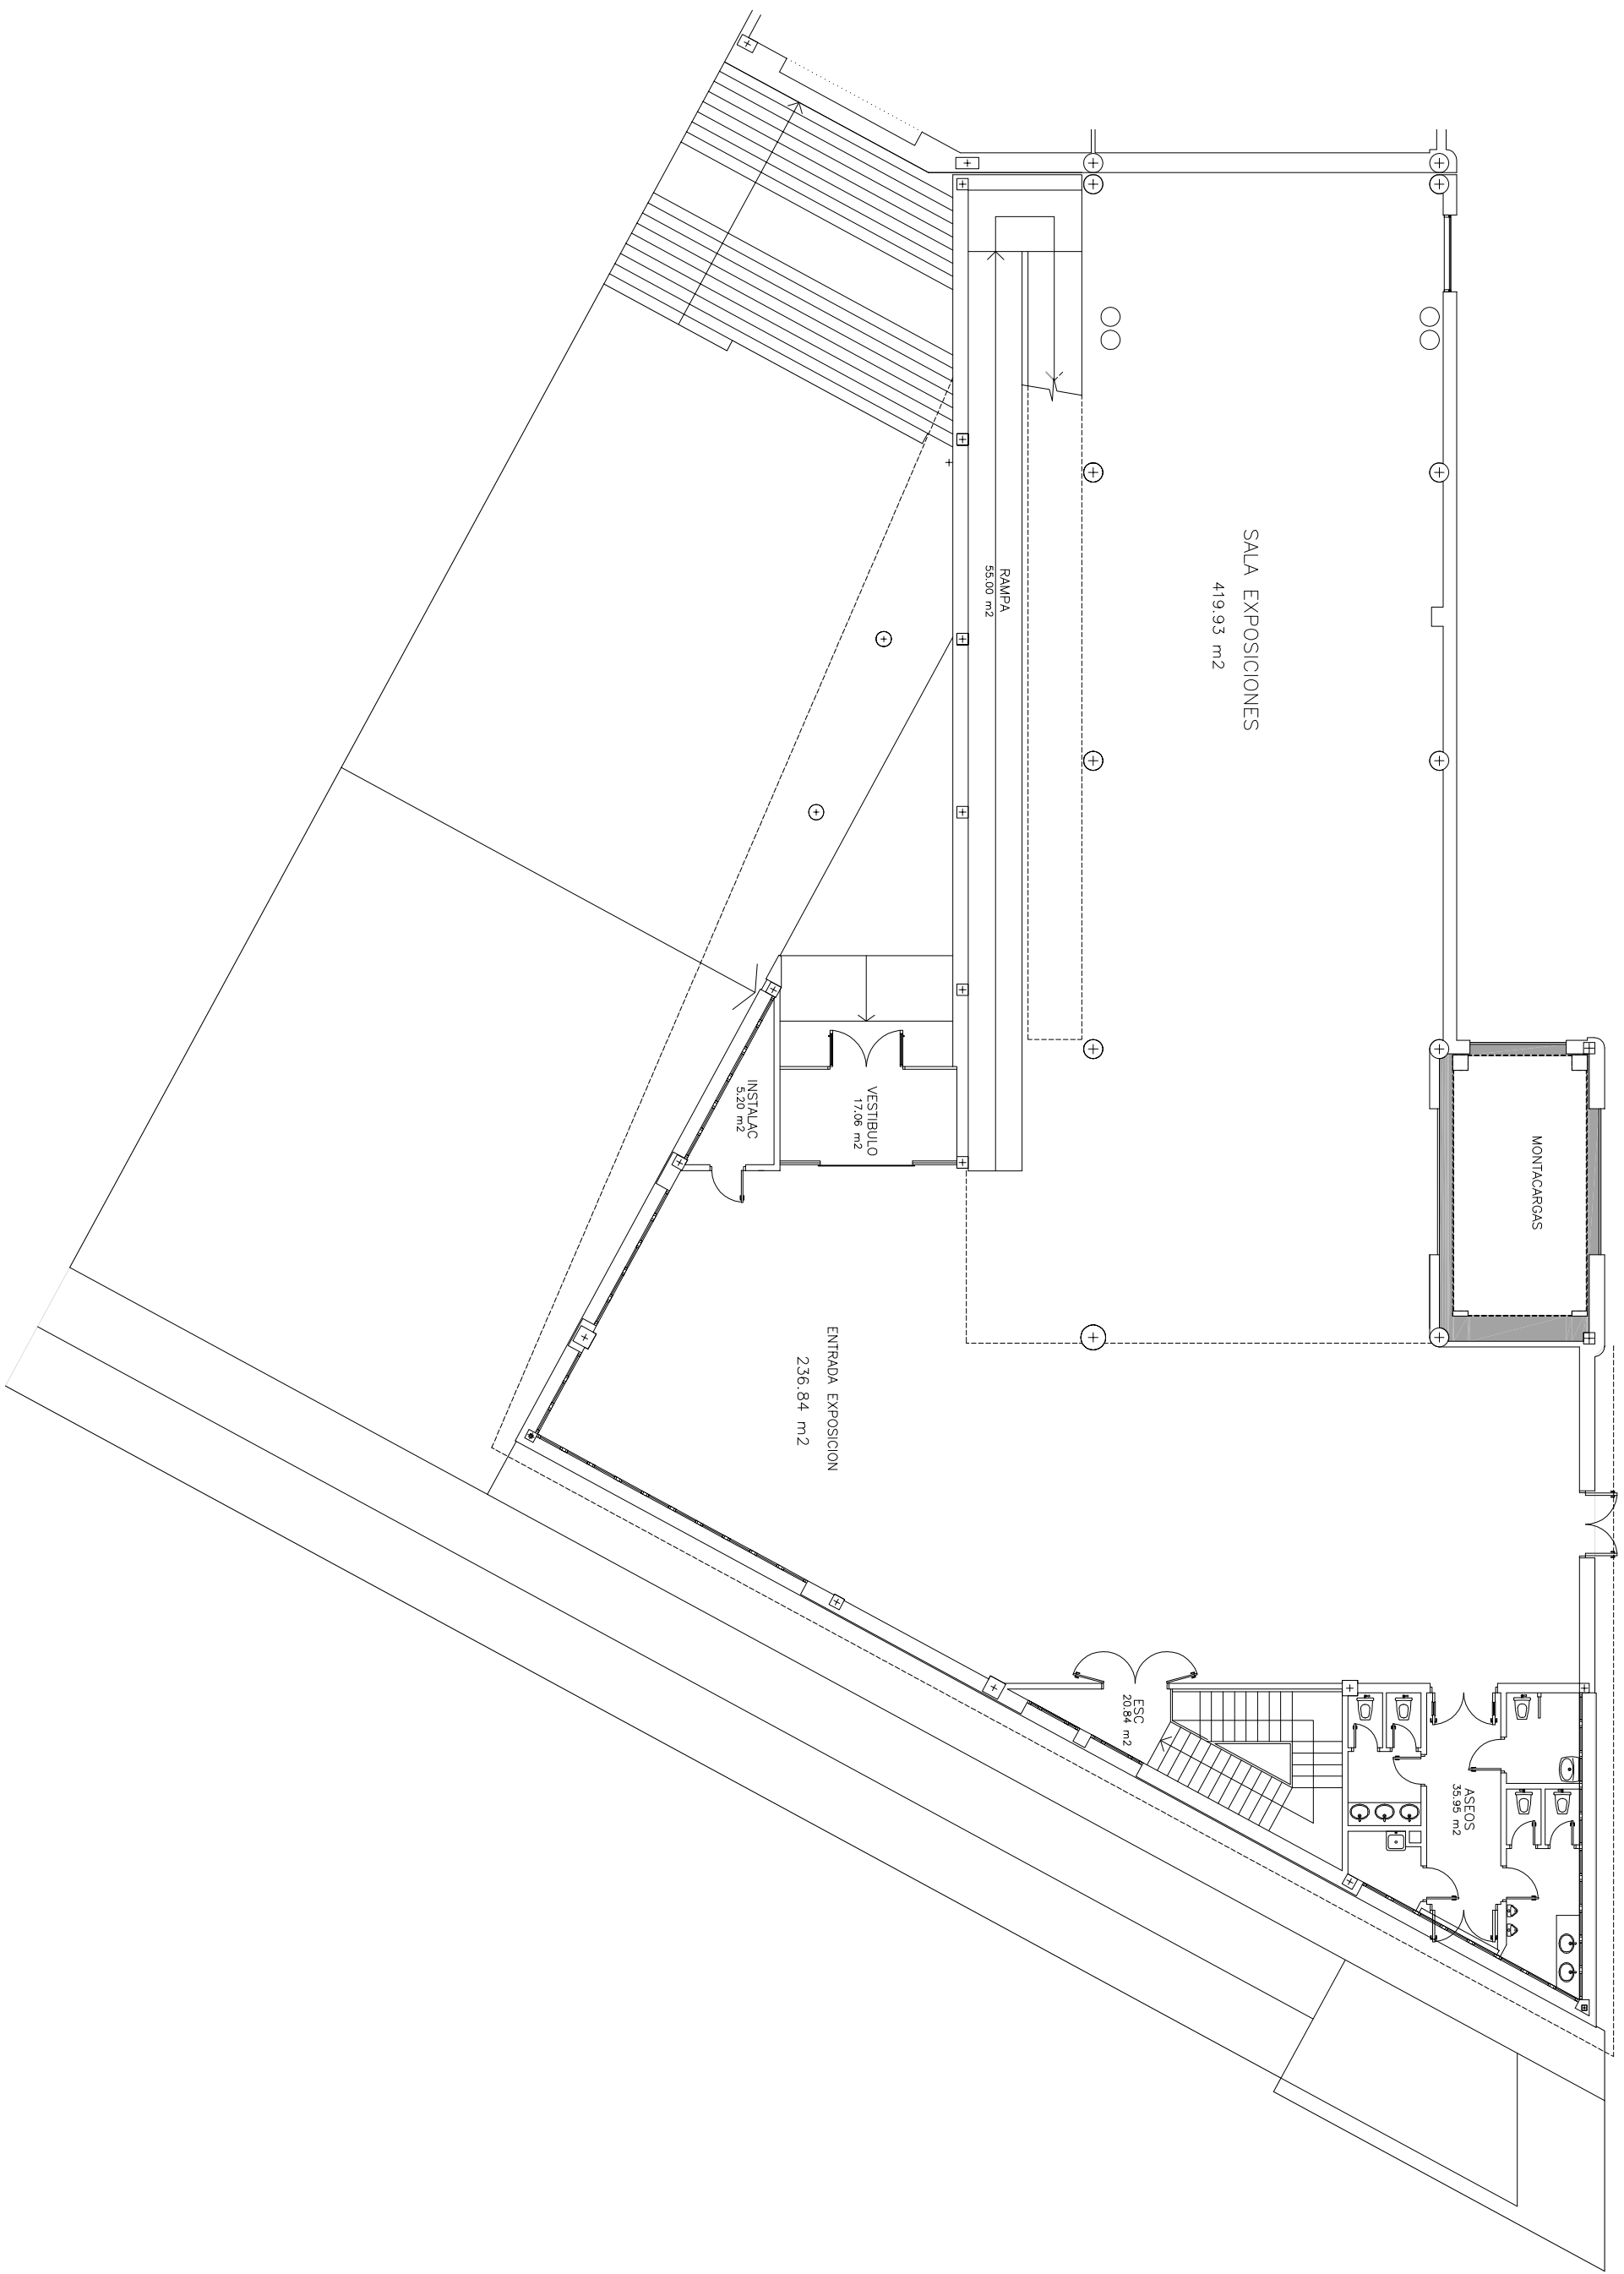 SALA EXPOSICIONES
419.93 m2
RAMPA
55.00 m2
MONTACARGAS
VESTIBULO
17.06 m2
INSTALAC
5.20 m2
ENTRADA EXPOSICION
236.84 m2
ESC
20.84 m2
ASEOS
35.95 m2